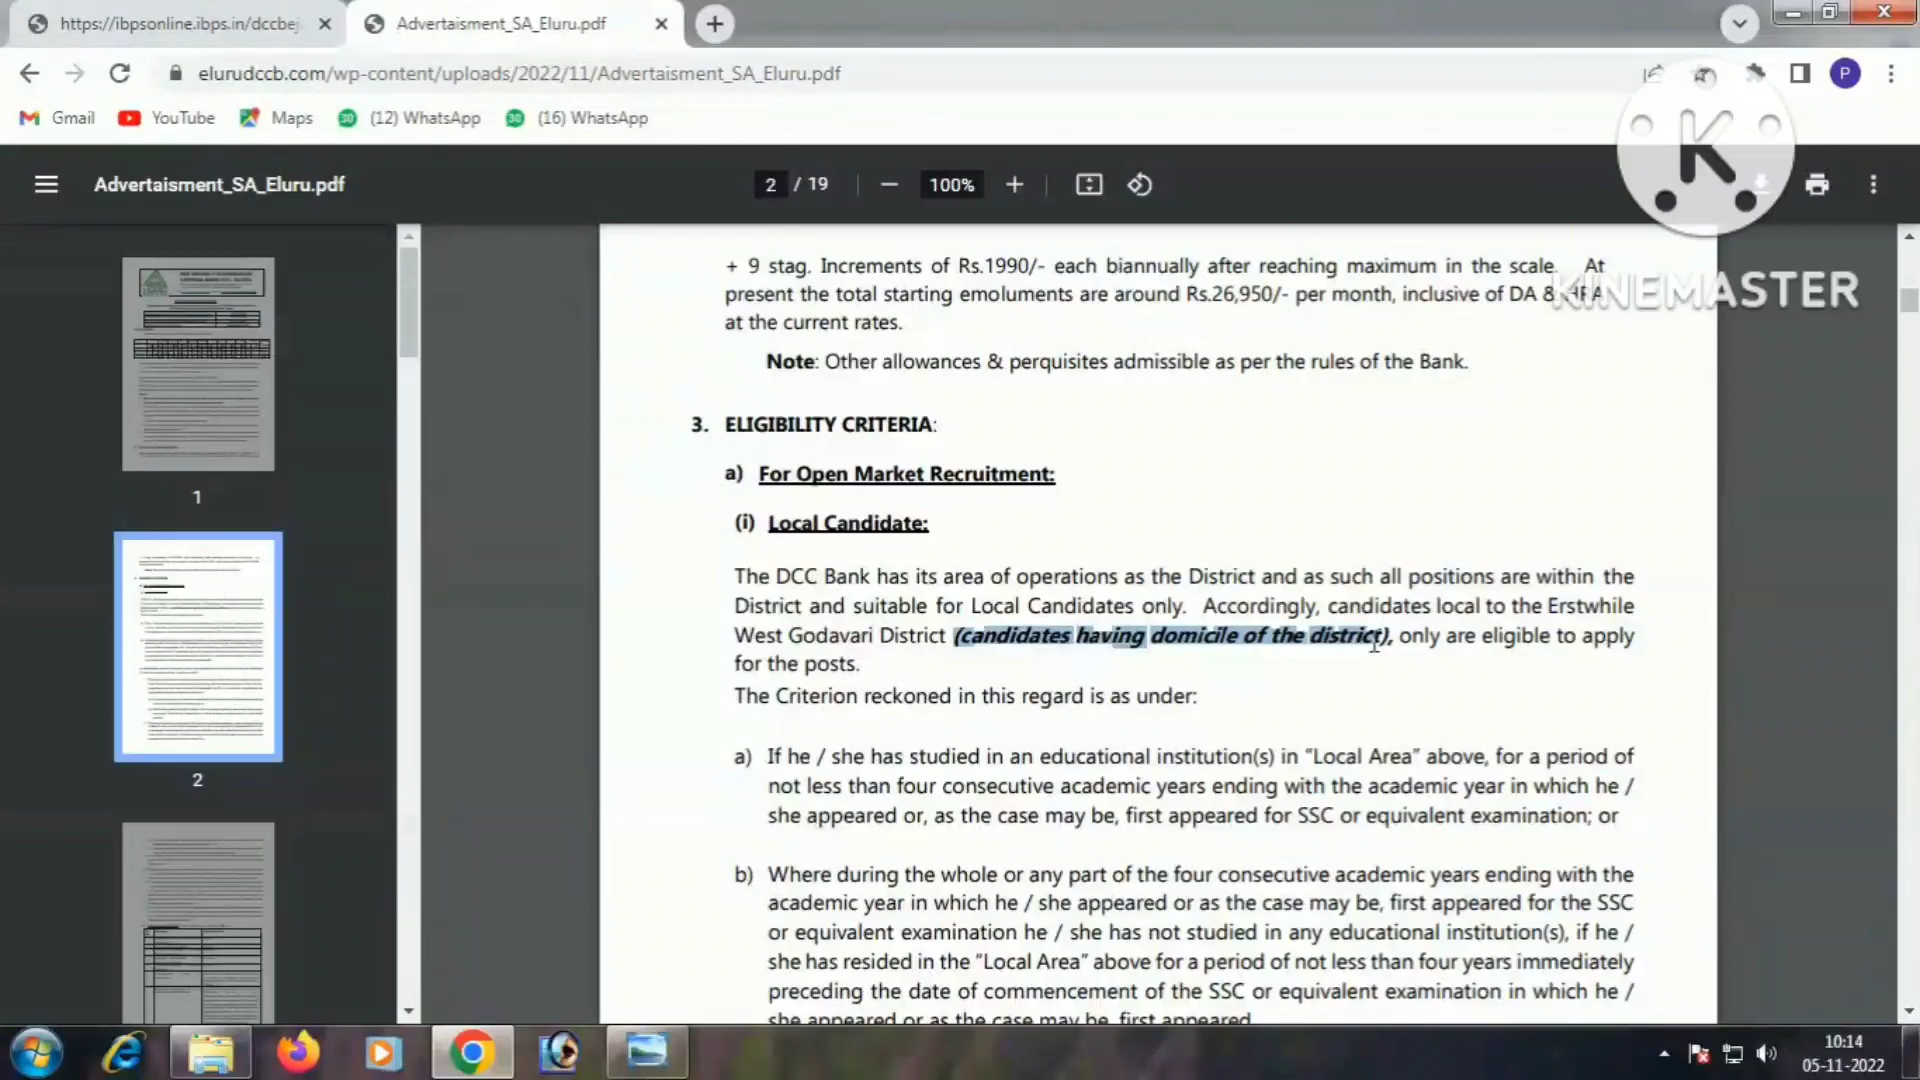 https://ibpsonline.ibps.in/dccbej
Advertaisment_SA_Eluru.pdf
elurudccb.com/wp-content/uploads/2022/11/Advertaisment_SA_Eluru.pdf
P
Gmail
YouTube
Maps
(12) WhatsApp
(16) WhatsApp
K
KINEMASTER
Advertaisment_SA_Eluru.pdf
2 / 19
100%
1
2
+ 9 stag. Increments of Rs.1990/- each biannually after reaching maximum in the scale. At
present the total starting emoluments are around Rs.26,950/- per month, inclusive of DA & HRA
at the current rates.
Note: Other allowances & perquisites admissible as per the rules of the Bank.
3. ELIGIBILITY CRITERIA:
a) For Open Market Recruitment:
(i) Local Candidate:
The DCC Bank has its area of operations as the District and as such all positions are within the
District and suitable for Local Candidates only. Accordingly, candidates local to the Erstwhile
West Godavari District (candidates having domicile of the district), only are eligible to apply
for the posts.
The Criterion reckoned in this regard is as under:
a) If he / she has studied in an educational institution(s) in “Local Area” above, for a period of
not less than four consecutive academic years ending with the academic year in which he /
she appeared or, as the case may be, first appeared for SSC or equivalent examination; or
b) Where during the whole or any part of the four consecutive academic years ending with the
academic year in which he / she appeared or as the case may be, first appeared for the SSC
or equivalent examination he / she has not studied in any educational institution(s), if he /
she has resided in the “Local Area” above for a period of not less than four years immediately
preceding the date of commencement of the SSC or equivalent examination in which he /
she appeared or as the case may be, first appeared.
10:14
05-11-2022